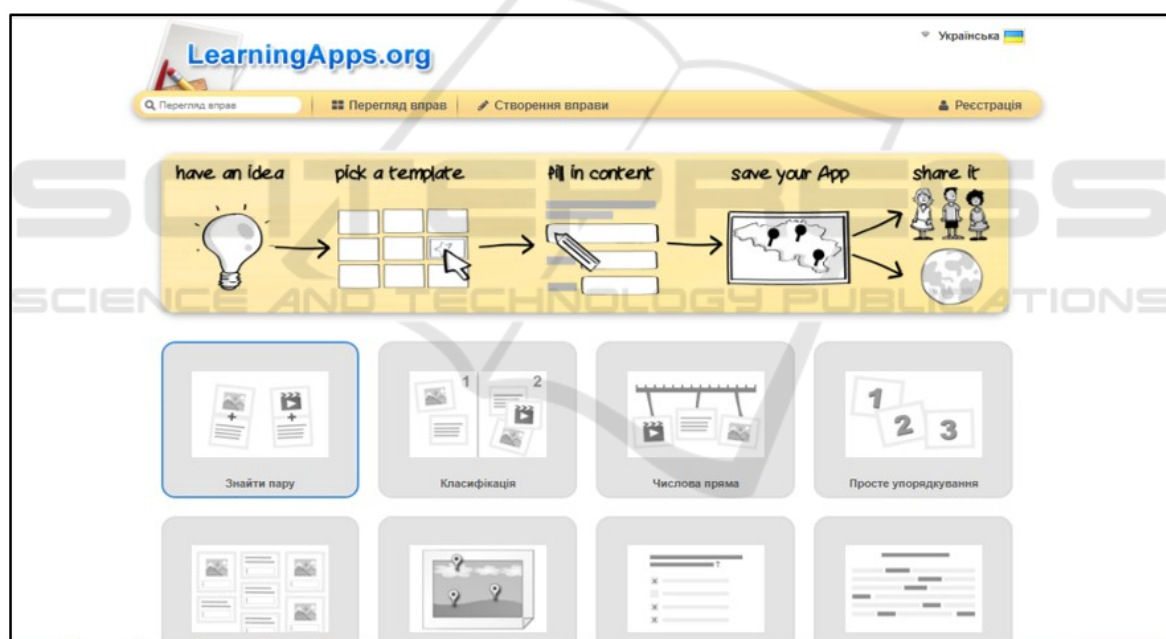 Українська
LearningApps.org
Перегляд вправ
Перегляд вправ
Створення вправи
Реєстрація
have an idea
pick a template
fill in content
save your App
share it
SCITEPRESS
SCIENCE AND TECHNOLOGY PUBLICATIONS
1
2
1
2
3
Знайти пару
Класифікація
Числова пряма
Просте упорядкування
?